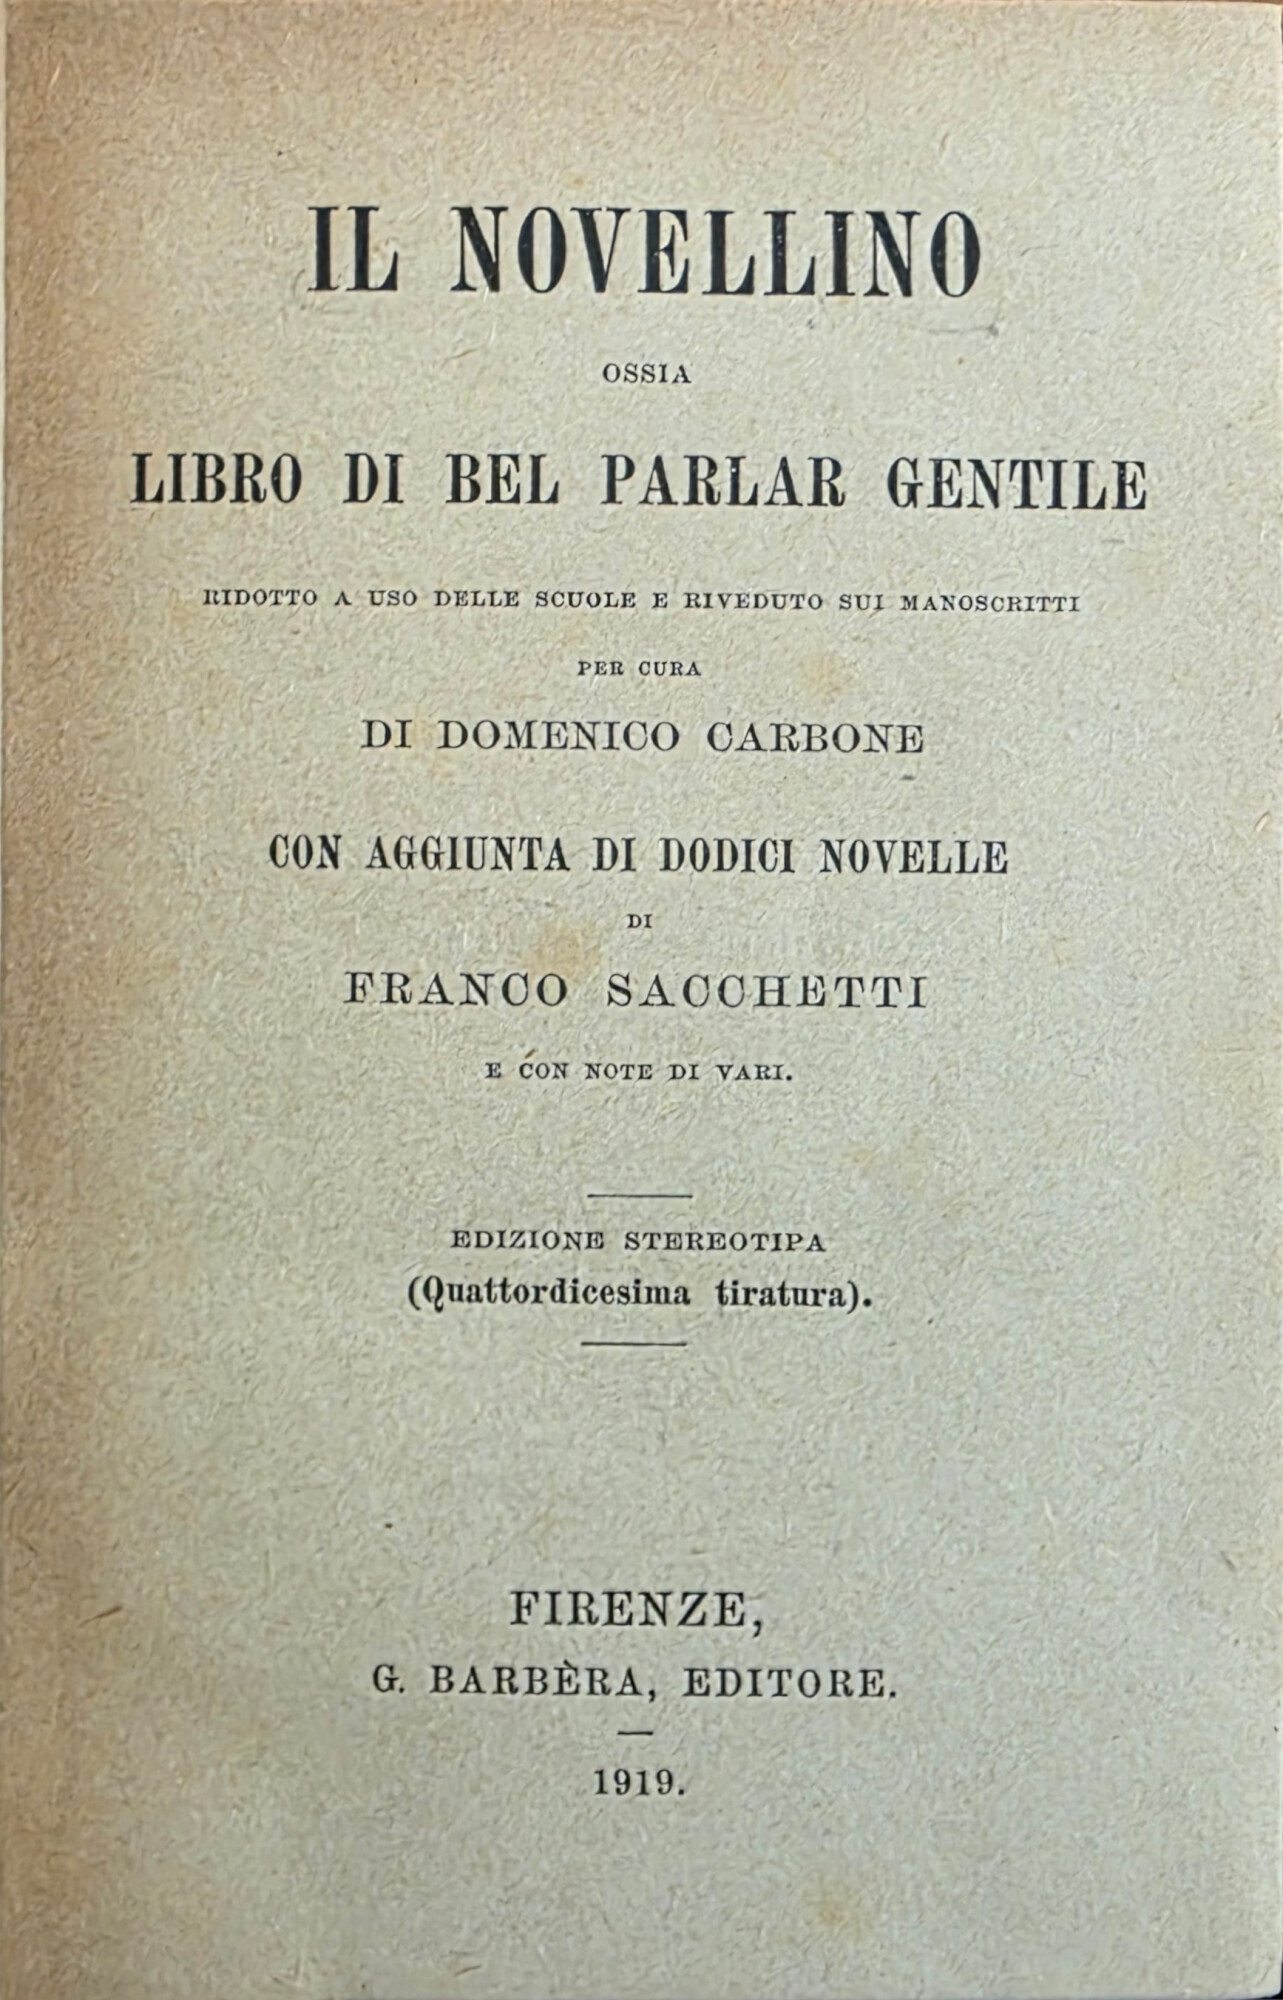 IL NOVELLINO
OSSIA
LIBRO DI BEL PARLAR GENTILE
RIDOTTO A USO DELLE SCUOLE E RIVEDUTO SUI MANOSCRITTI
PER CURA
DI DOMENICO CARBONE
CON AGGIUNTA DI DODICI NOVELLE
DI
FRANCO SACCHETTI
E CON NOTE DI VARI.
EDIZIONE STEREOTIPA
(Quattordicesima tiratura).
FIRENZE,
G. BARBÈRA, EDITORE.
1919.